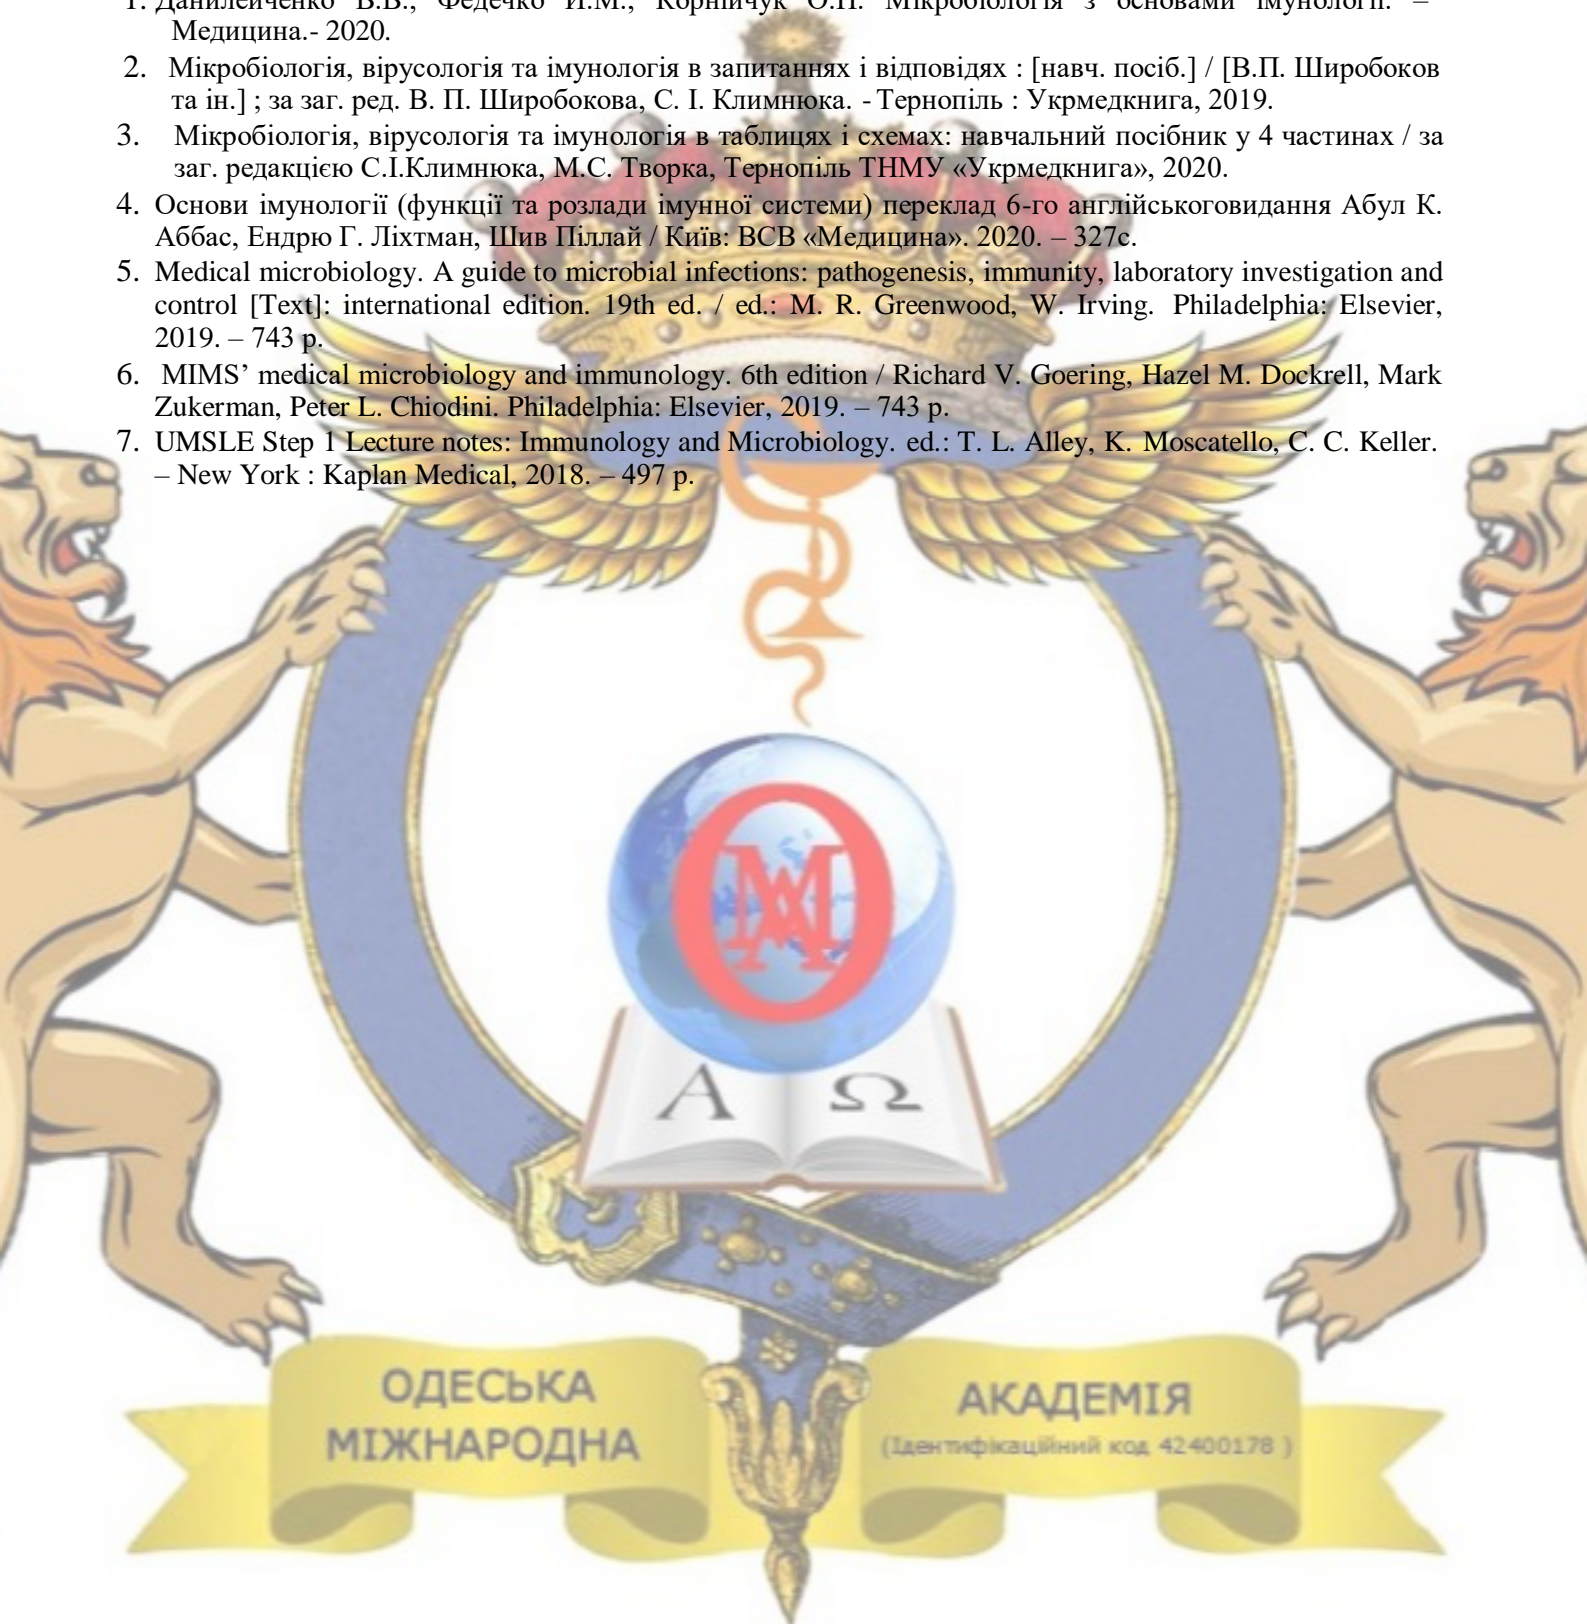 1. Данилейченко В.В., Федечко Й.М., Корнійчук О.П. Мікробіологія з основами імунології. –
Медицина.- 2020.
2. Мікробіологія, вірусологія та імунологія в запитаннях і відповідях : [навч. посіб.] / [В.П. Широбоков
та ін.] ; за заг. ред. В. П. Широбокова, С. І. Климнюка. - Тернопіль : Укрмедкнига, 2019.
3. Мікробіологія, вірусологія та імунологія в таблицях і схемах: навчальний посібник у 4 частинах / за
заг. редакцією С.І.Климнюка, М.С. Творка, Тернопіль ТНМУ «Укрмедкнига», 2020.
4. Основи імунології (функції та розлади імунної системи) переклад 6-го англійськоговидання Абул К.
Аббас, Ендрю Г. Ліхтман, Шив Піллай / Київ: ВСВ «Медицина». 2020. – 327с.
5. Medical microbiology. A guide to microbial infections: pathogenesis, immunity, laboratory investigation and
control [Text]: international edition. 19th ed. / ed.: M. R. Greenwood, W. Irving. Philadelphia: Elsevier,
2019. – 743 p.
6. MIMS’ medical microbiology and immunology. 6th edition / Richard V. Goering, Hazel M. Dockrell, Mark
Zukerman, Peter L. Chiodini. Philadelphia: Elsevier, 2019. – 743 p.
7. UMSLE Step 1 Lecture notes: Immunology and Microbiology. ed.: T. L. Alley, K. Moscatello, C. C. Keller.
– New York : Kaplan Medical, 2018. – 497 p.
Α Ω
ОДЕСЬКА
МІЖНАРОДНА
АКАДЕМІЯ
(Ідентифікаційний код 42400178 )